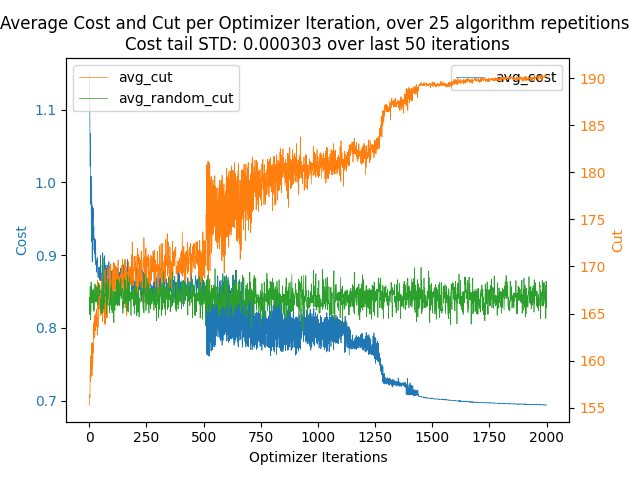 Average Cost and Cut per Optimizer Iteration, over 25 algorithm repetitions
Cost tail STD: 0.000303 over last 50 iterations
avg_cut
avg_random_cut
avg_cost
1.1
1.0
0.9
0.8
0.7
Cost
190
185
180
175
170
165
160
155
Cut
0 250 500 750 1000 1250 1500 1750 2000
Optimizer Iterations